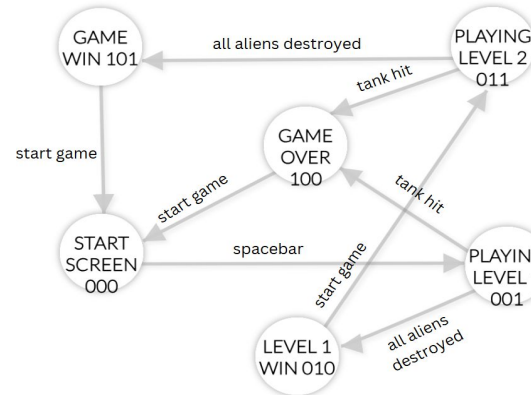 GAME
WIN 101
all aliens destroyed
PLAYING
LEVEL 2
011
tank hit
GAME
OVER
100
start game
start game
tank hit
START
SCREEN
000
spacebar
start game
PLAYIN
LEVEL
001
LEVEL 1
WIN 010
all aliens
destroyed